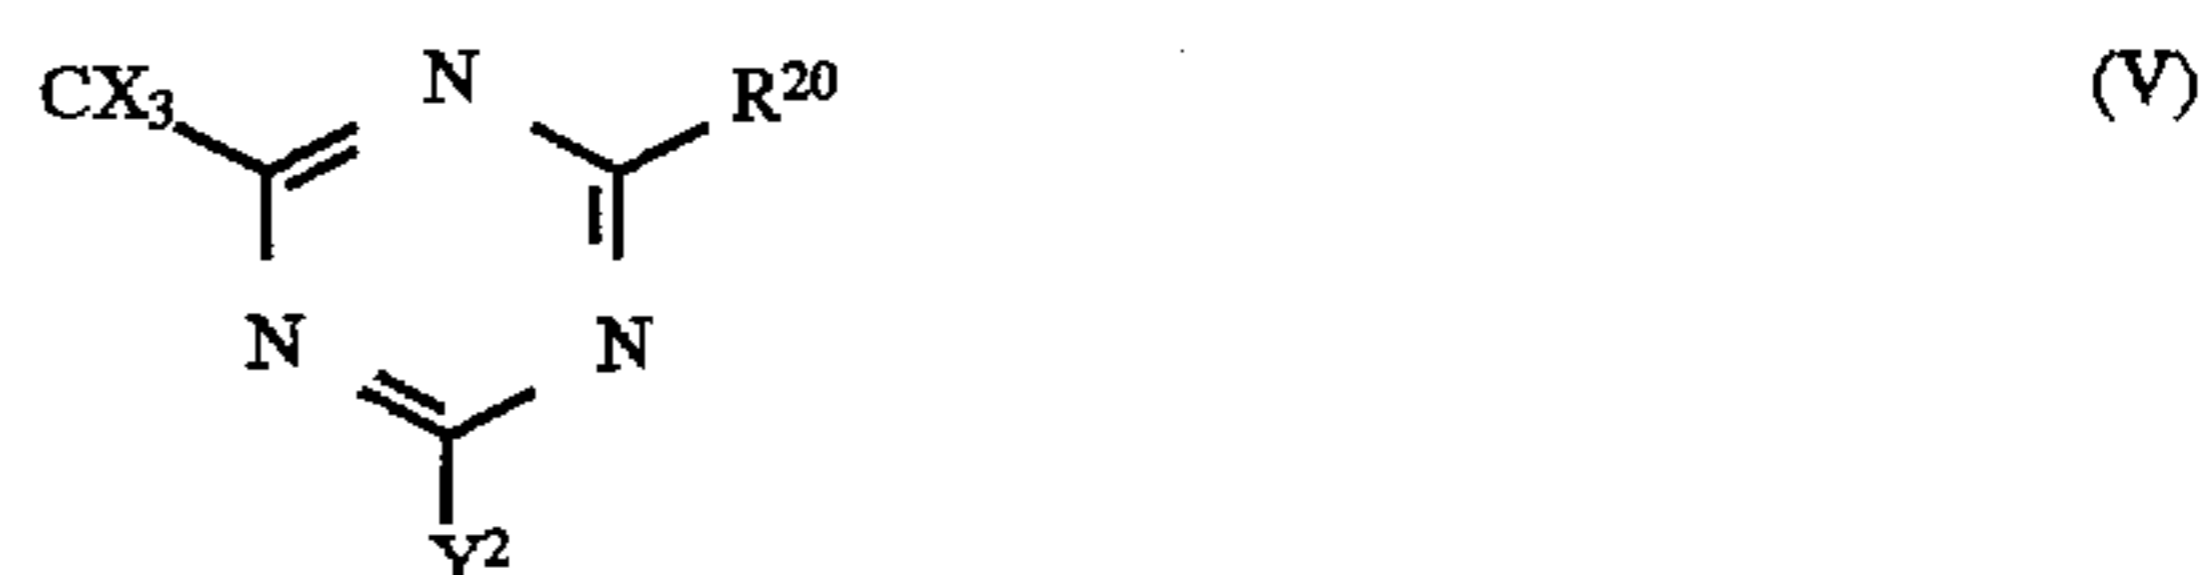 CX₃ N R²⁰ (V)
N N
Y²